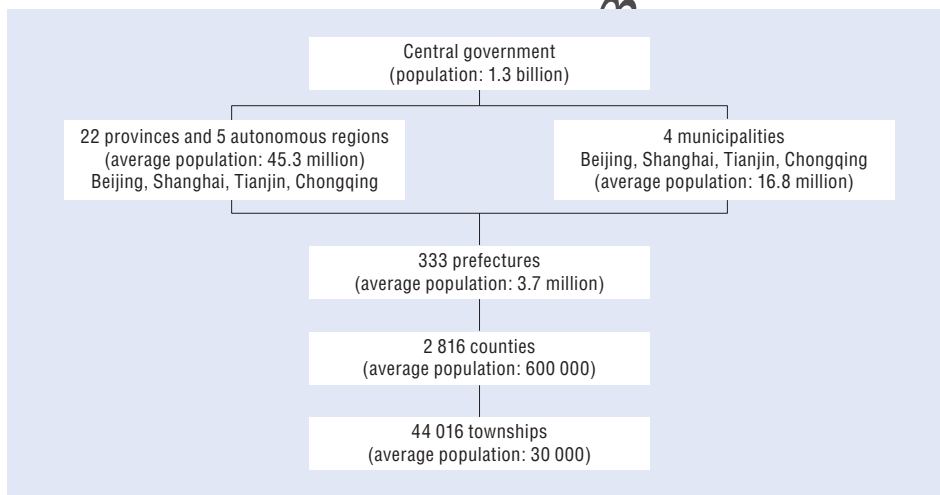 Central government
(population: 1.3 billion)
22 provinces and 5 autonomous regions
(average population: 45.3 million)
Beijing, Shanghai, Tianjin, Chongqing
4 municipalities
Beijing, Shanghai, Tianjin, Chongqing
(average population: 16.8 million)
333 prefectures
(average population: 3.7 million)
2 816 counties
(average population: 600 000)
44 016 townships
(average population: 30 000)